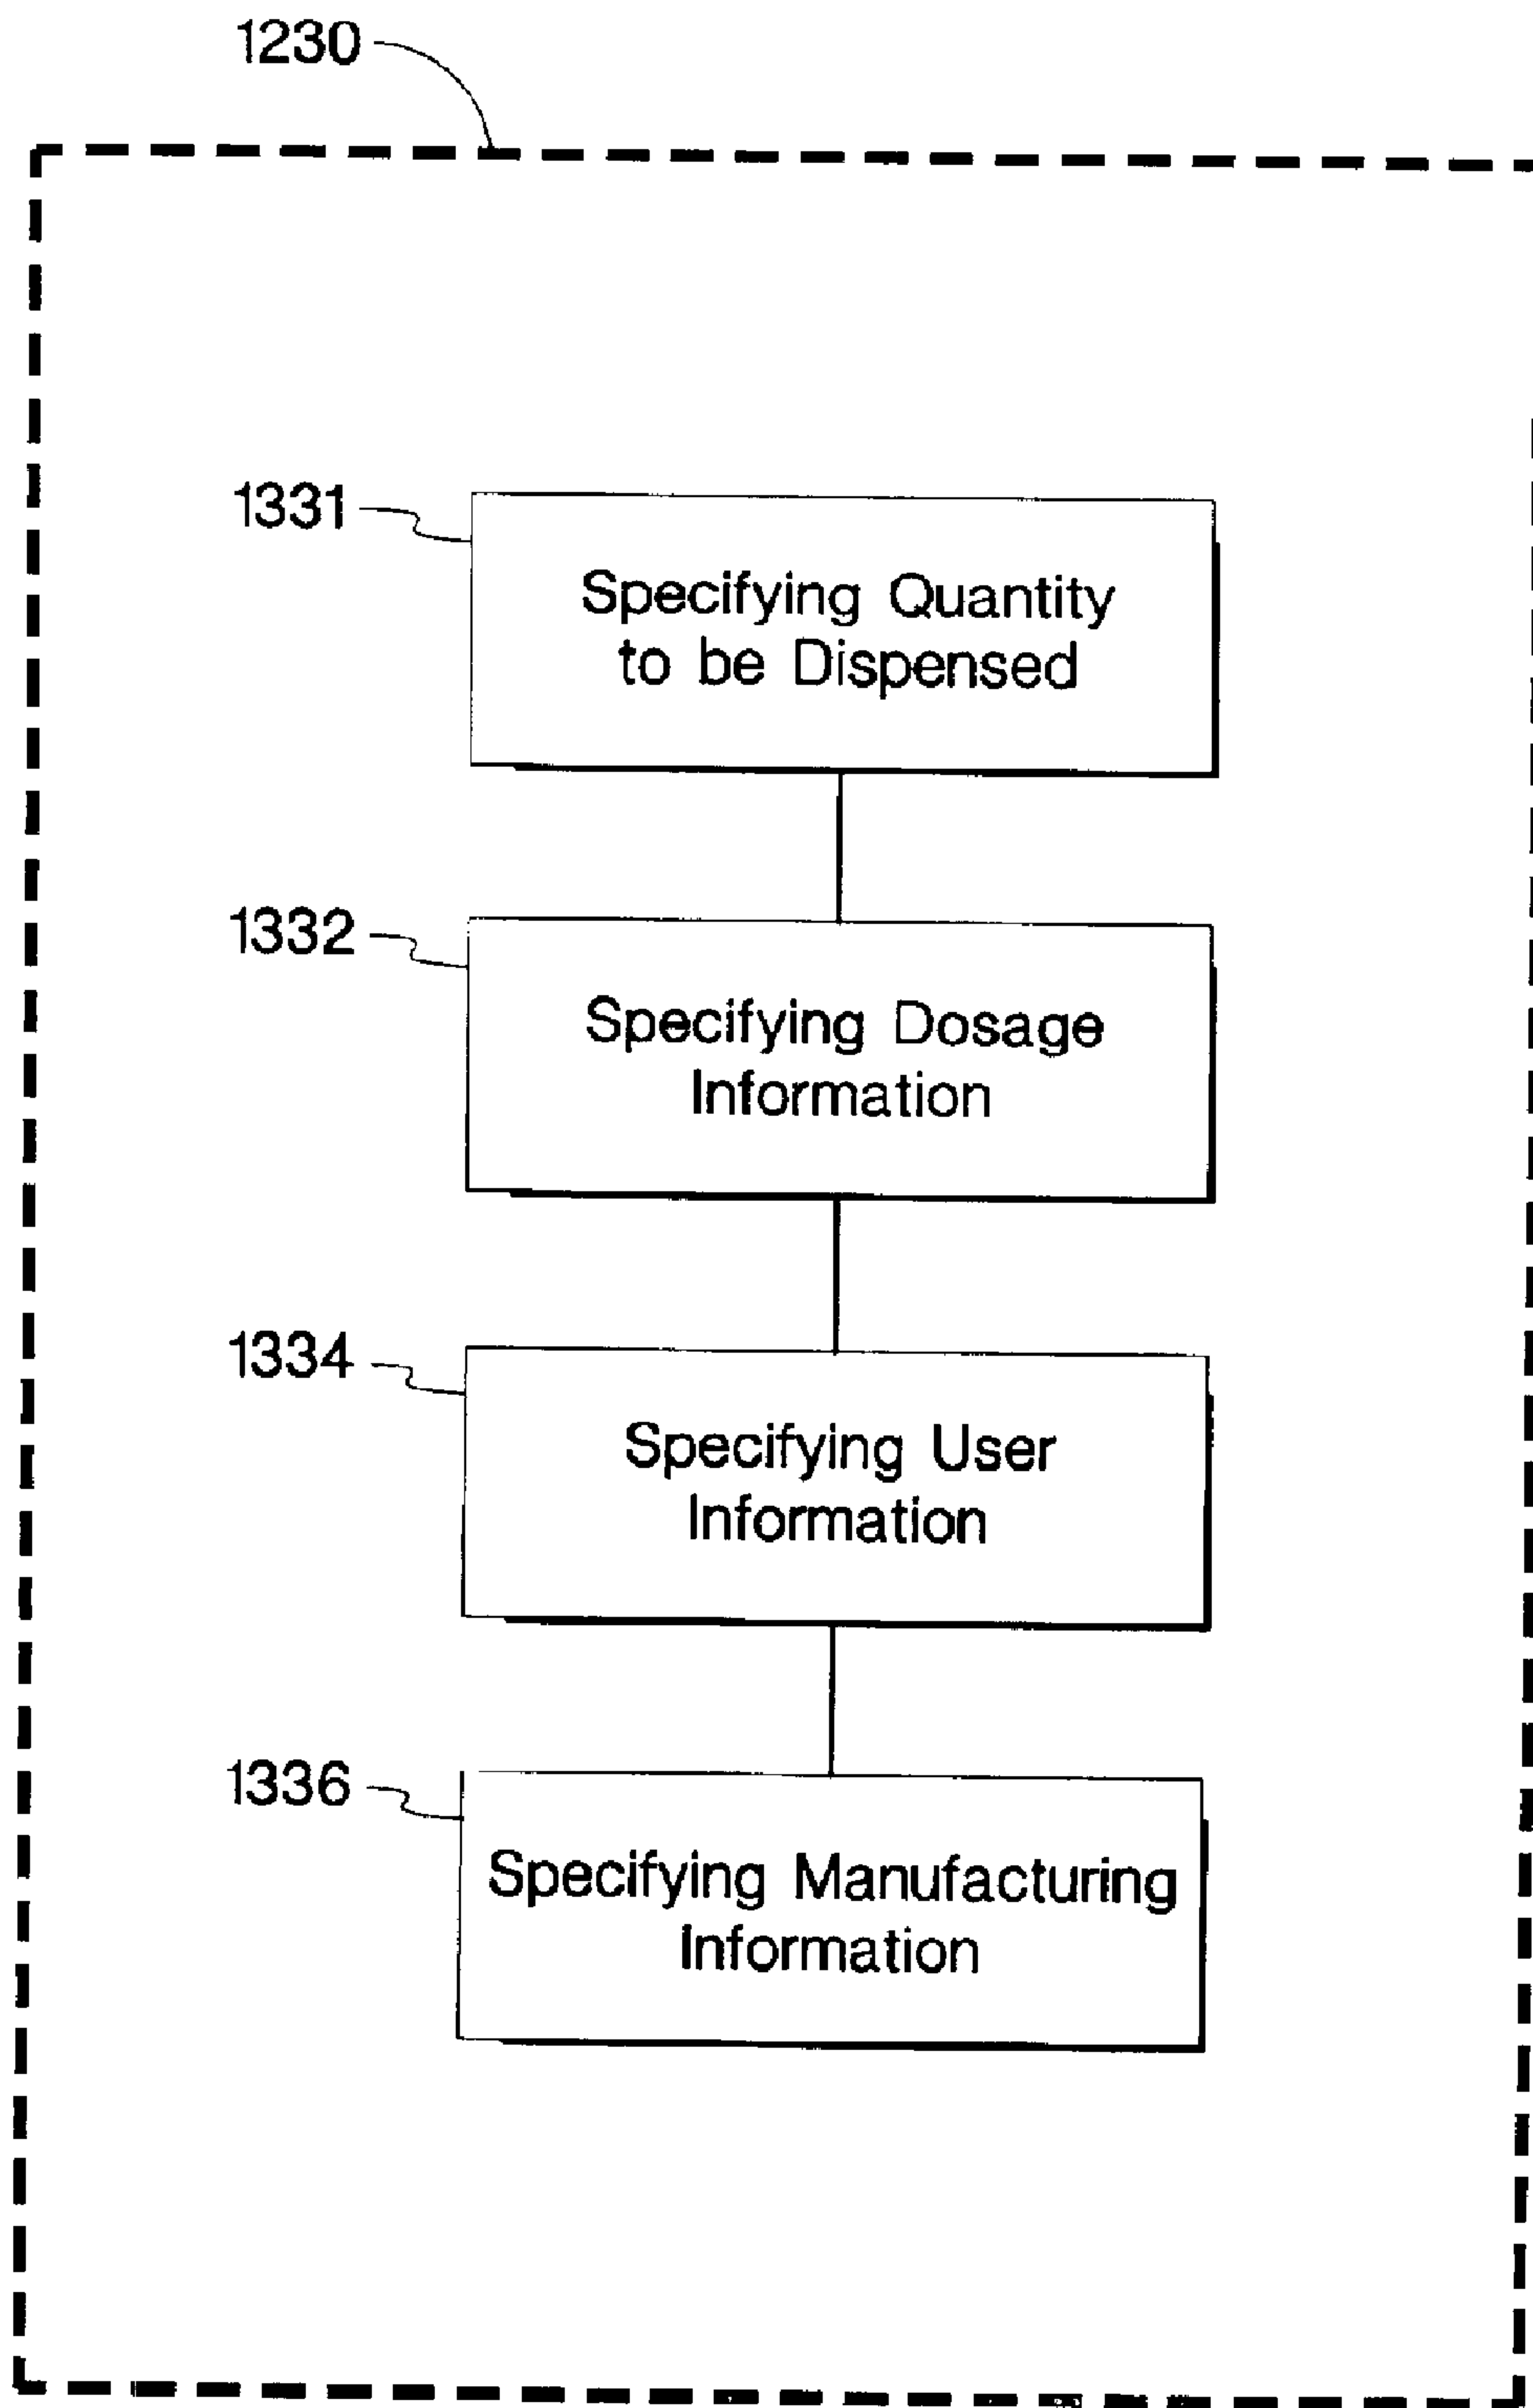 1230
1331
Specifying Quantity
to be Dispensed
1332
Specifying Dosage
Information
1334
Specifying User
Information
1336
Specifying Manufacturing
Information